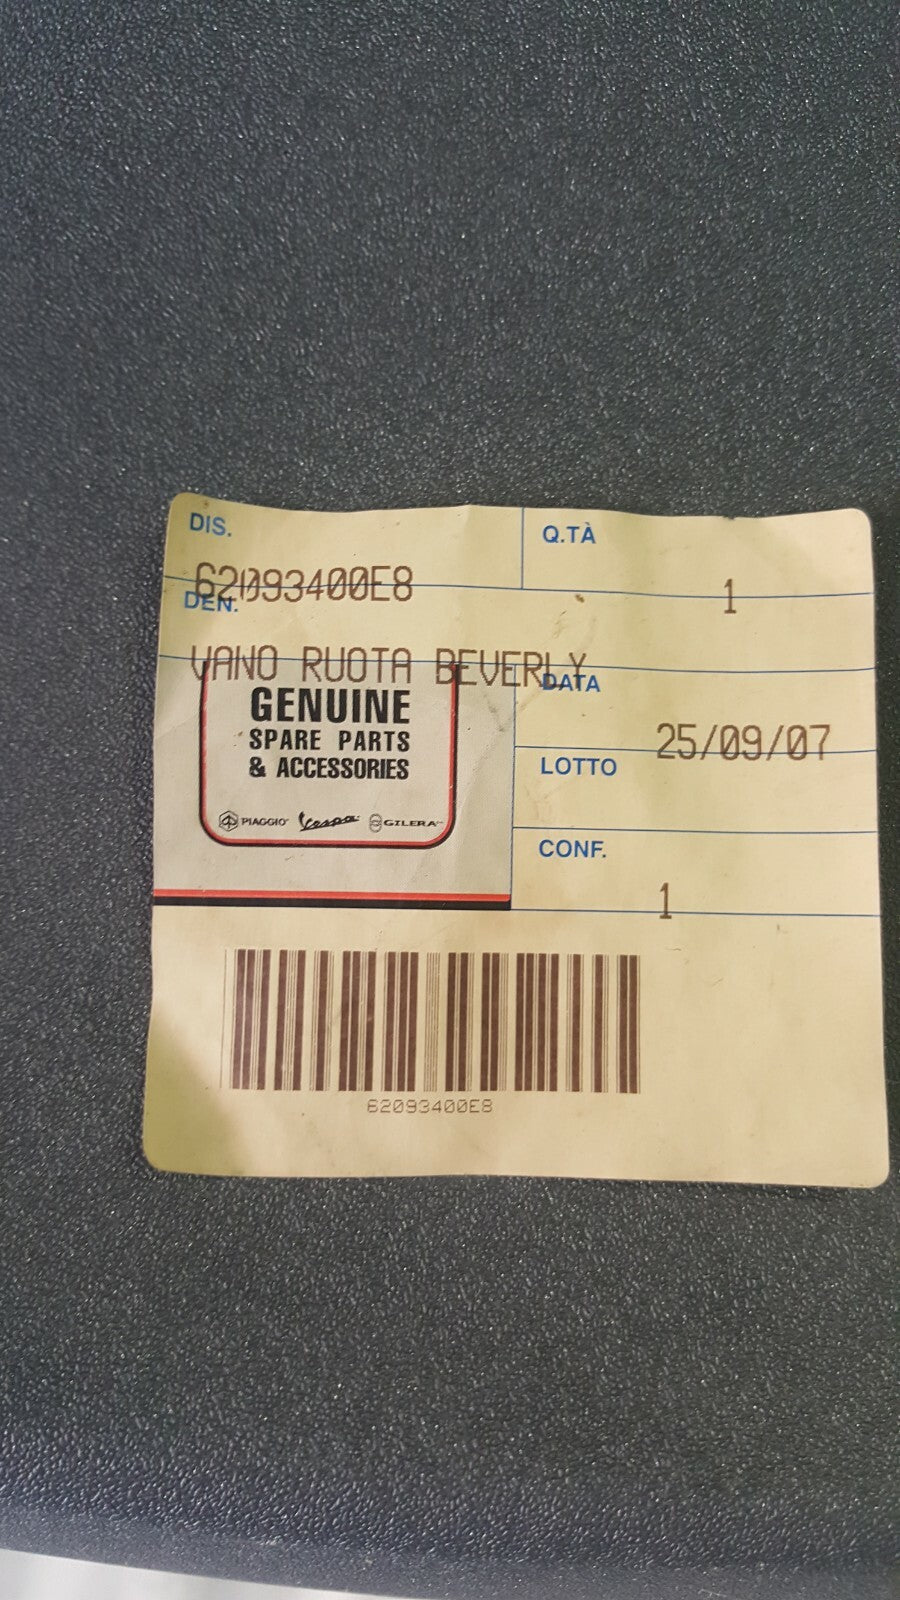 DIS.
Q.TÀ
62093400E8
1
DEN.
VANO RUOTA BEVERLY
DATA
25/09/07
GENUINE
SPARE PARTS
& ACCESSORIES
PIAGGIO Vespa GILERA
LOTTO
CONF.
1
62093400E8